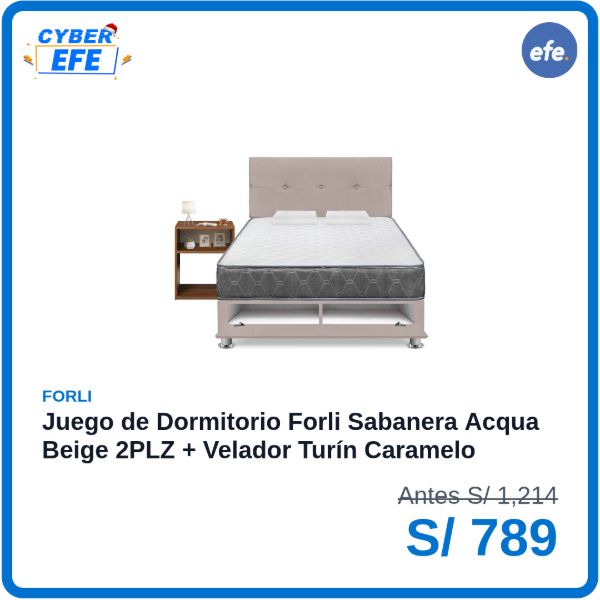 CYBER
EFE
efe.
FORLI
Juego de Dormitorio Forli Sabanera Acqua
Beige 2PLZ + Velador Turín Caramelo
Antes S/ 1,214
S/ 789